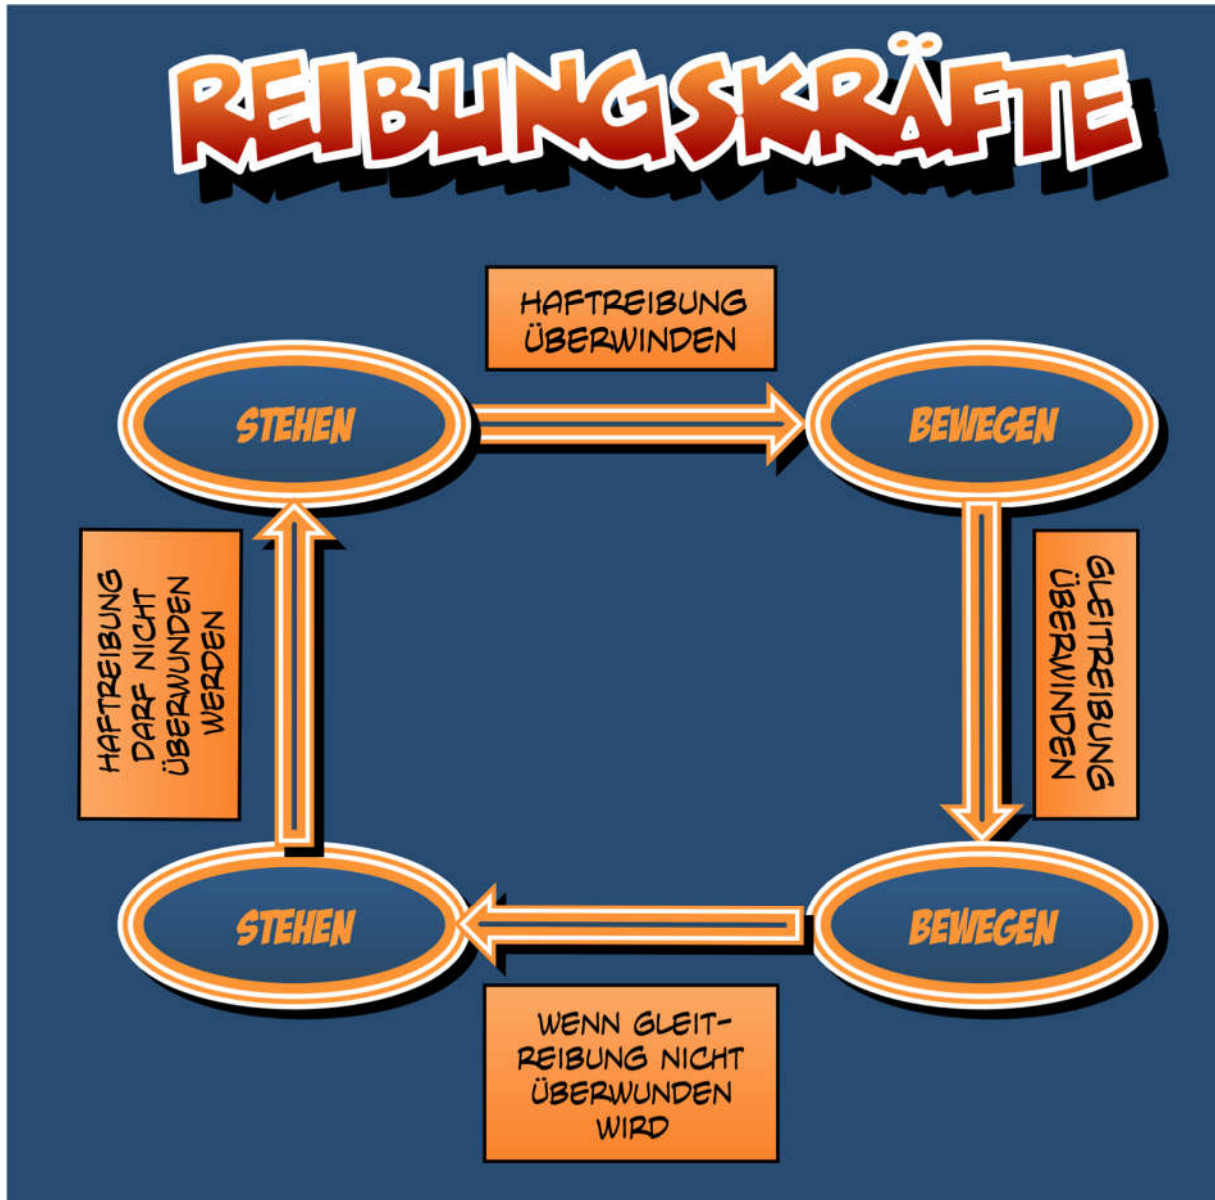 REIBUNGSKRÄFTE
HAFTREIBUNG
ÜBERWINDEN
STEHEN
BEWEGEN
HAFTREIBUNG
DARF NICHT
ÜBERWUNDEN
WERDEN
GLEITREIBUNG
ÜBERWINDEN
STEHEN
BEWEGEN
WENN GLEIT-
REIBUNG NICHT
ÜBERWUNDEN
WIRD